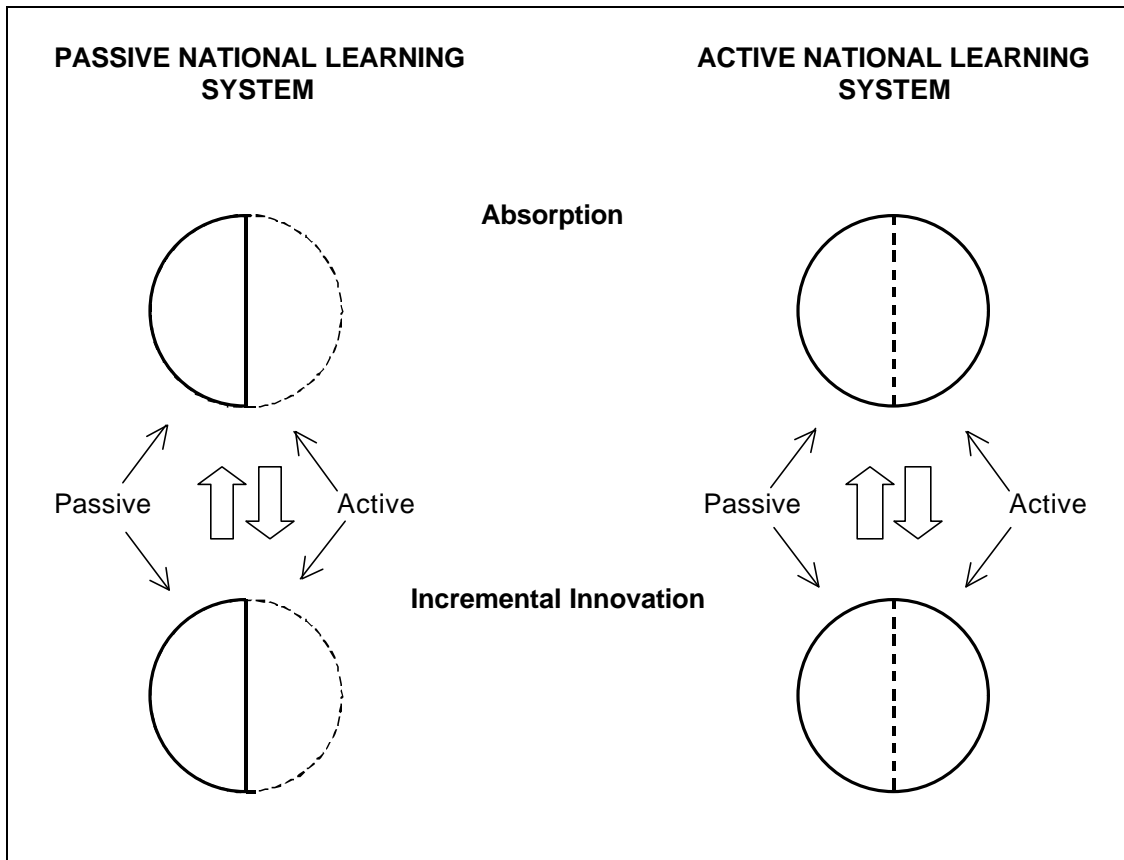 PASSIVE NATIONAL LEARNING
SYSTEM
ACTIVE NATIONAL LEARNING
SYSTEM
Absorption
Passive
Active
Passive
Active
Incremental Innovation